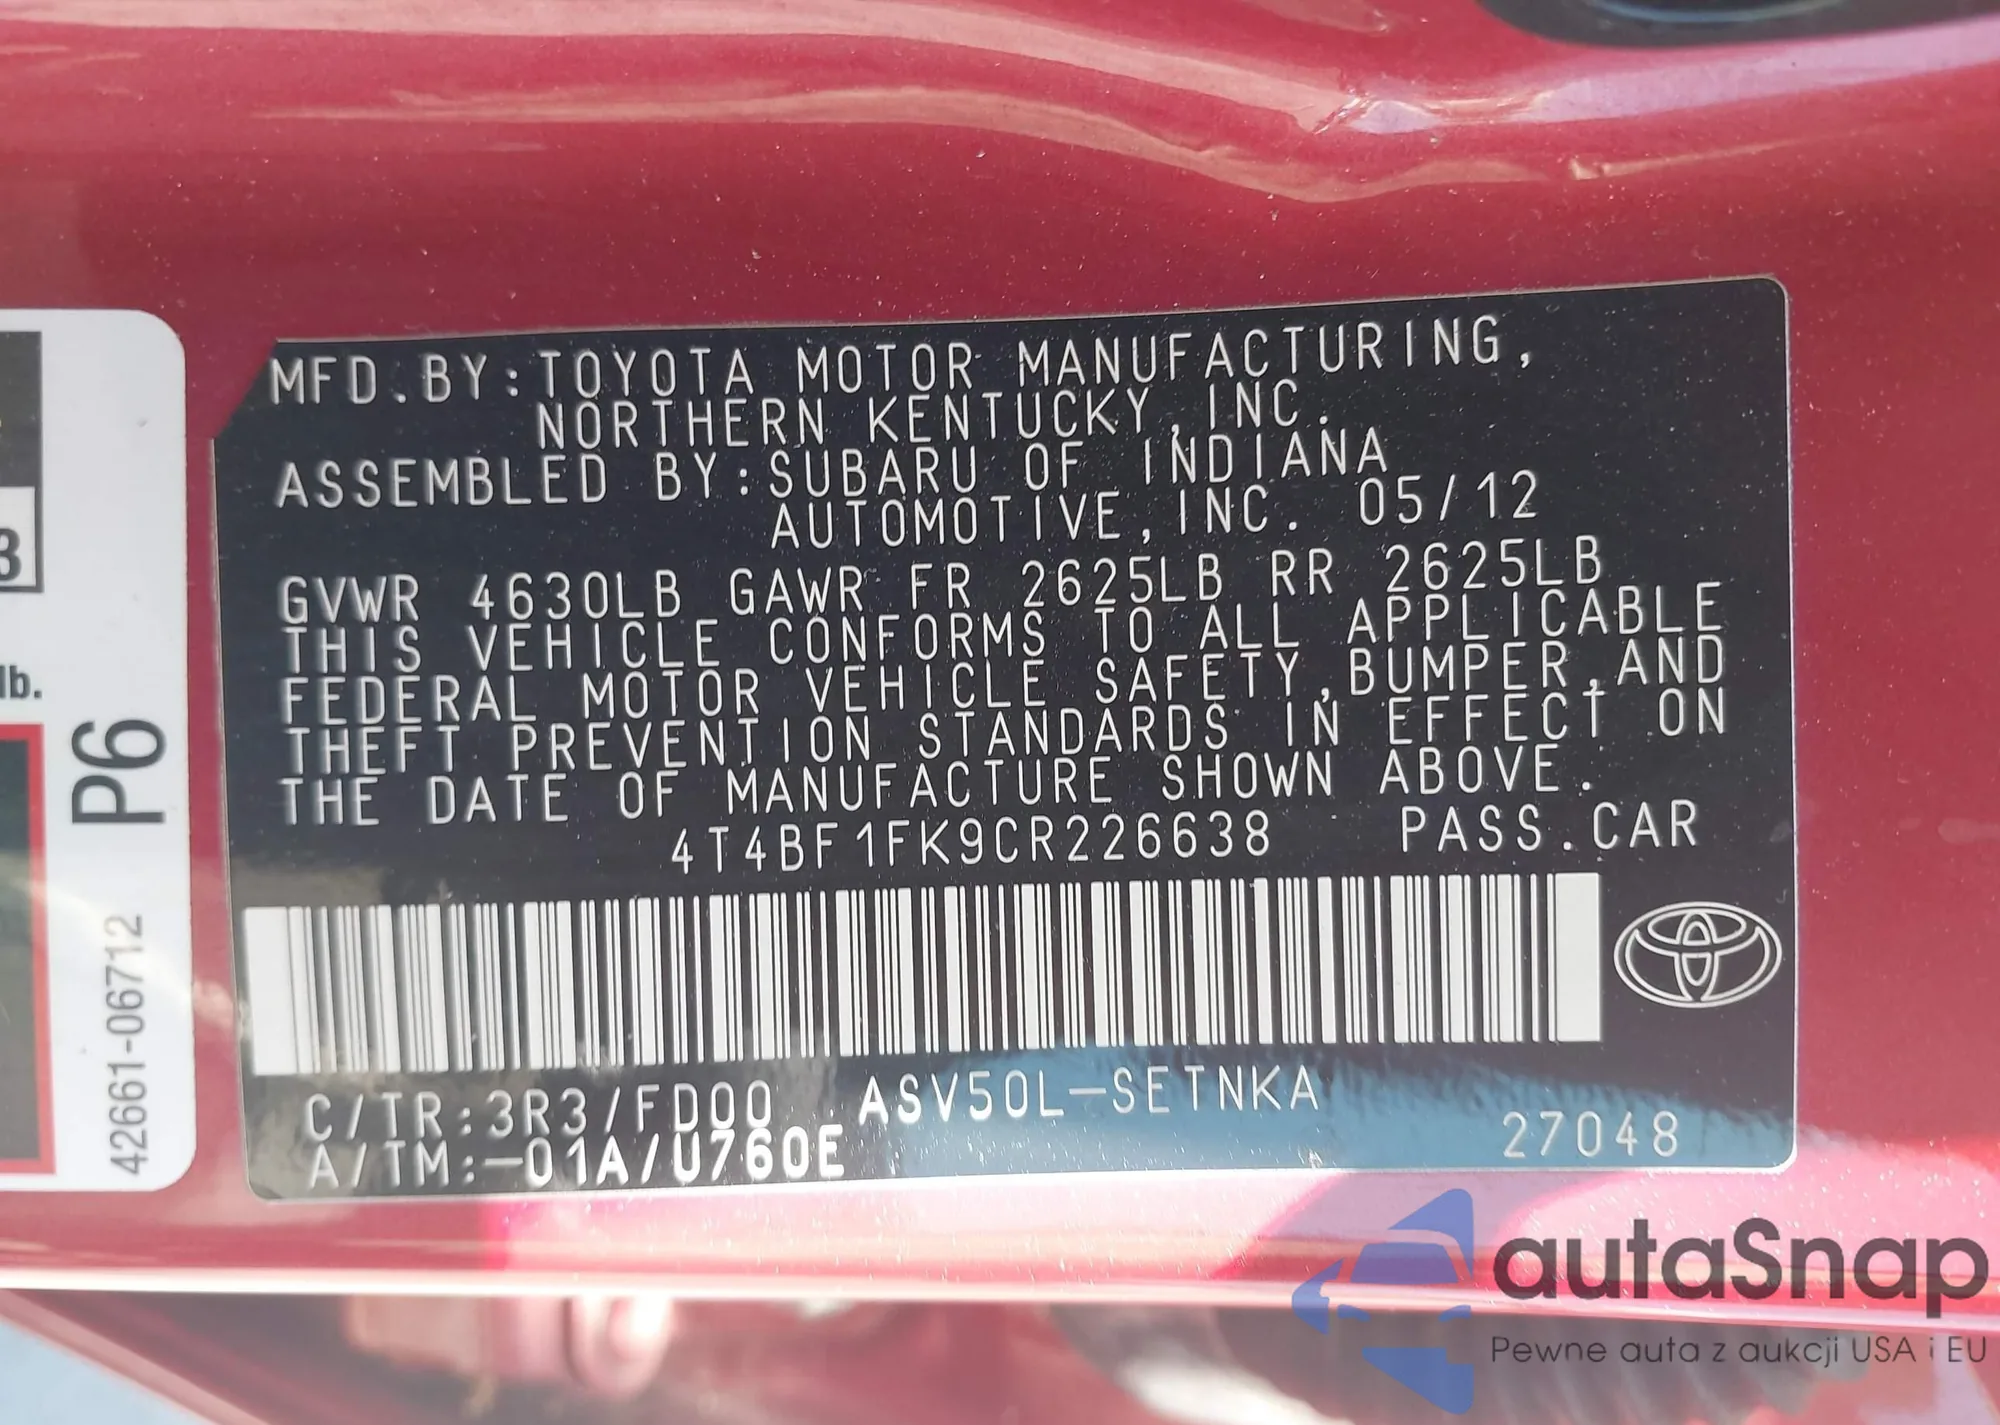 MFD.BY:TOYOTA MOTOR MANUFACTURING,
NORTHERN KENTUCKY,INC.
ASSEMBLED BY:SUBARU OF INDIANA
AUTOMOTIVE,INC. 05/12
GVWR 4630LB GAWR FR 2625LB RR 2625LB
THIS VEHICLE CONFORMS TO ALL APPLICABLE
FEDERAL MOTOR VEHICLE SAFETY,BUMPER,AND
THEFT PREVENTION STANDARDS IN EFFECT ON
THE DATE OF MANUFACTURE SHOWN ABOVE.
4T4BF1FK9CR226638 PASS.CAR
C/TR:3R3/FD00 ASV50L-SETNKA
A/TM:-01A/U760E 27048
3
lb.
P6
42661-06712
autaSnap
Pewne auta z aukcji USA i EU